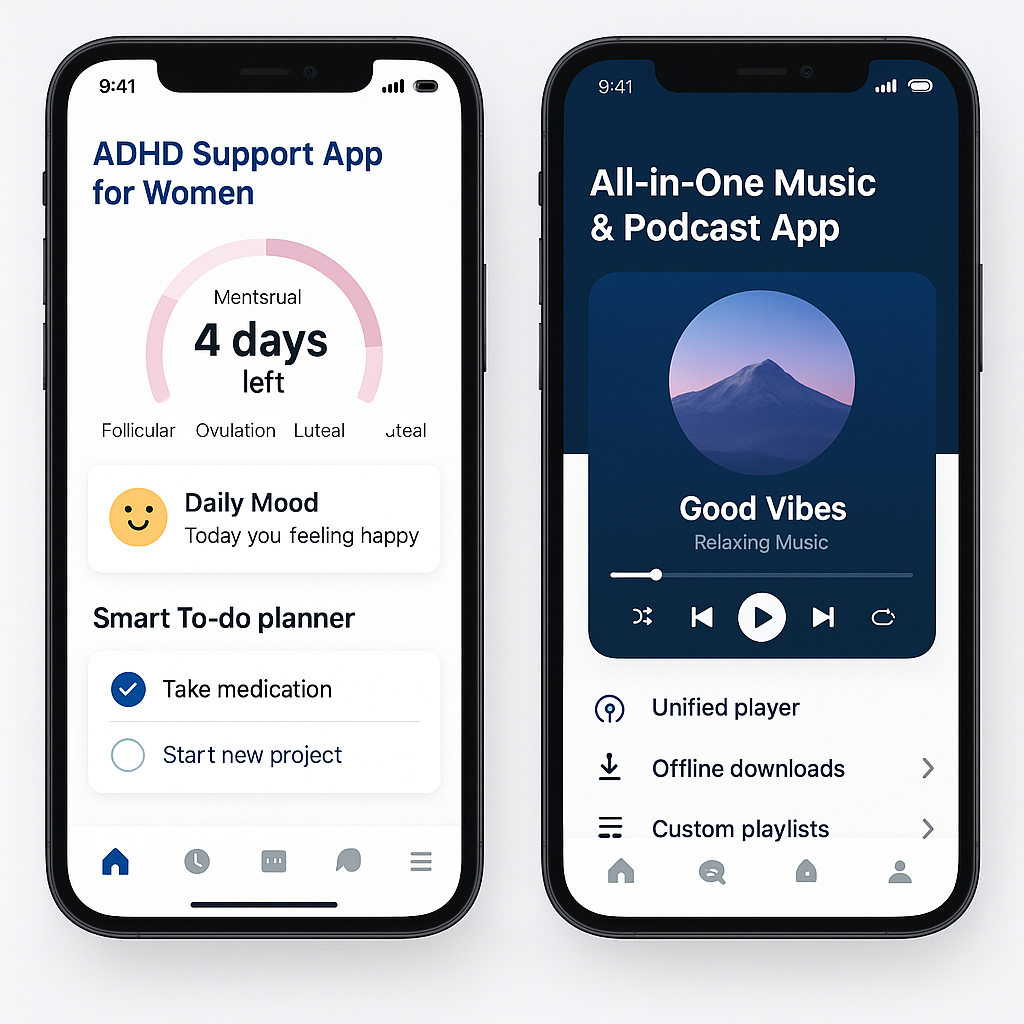 9:41
ADHD Support App
for Women
Mentsrual
4 days
left
Follicular Ovulation Luteal uteal
Daily Mood
Today you feeling happy
Smart To-do planner
Take medication
Start new project
9:41
All-in-One Music
& Podcast App
Good Vibes
Relaxing Music
Unified player
Offline downloads
Custom playlists